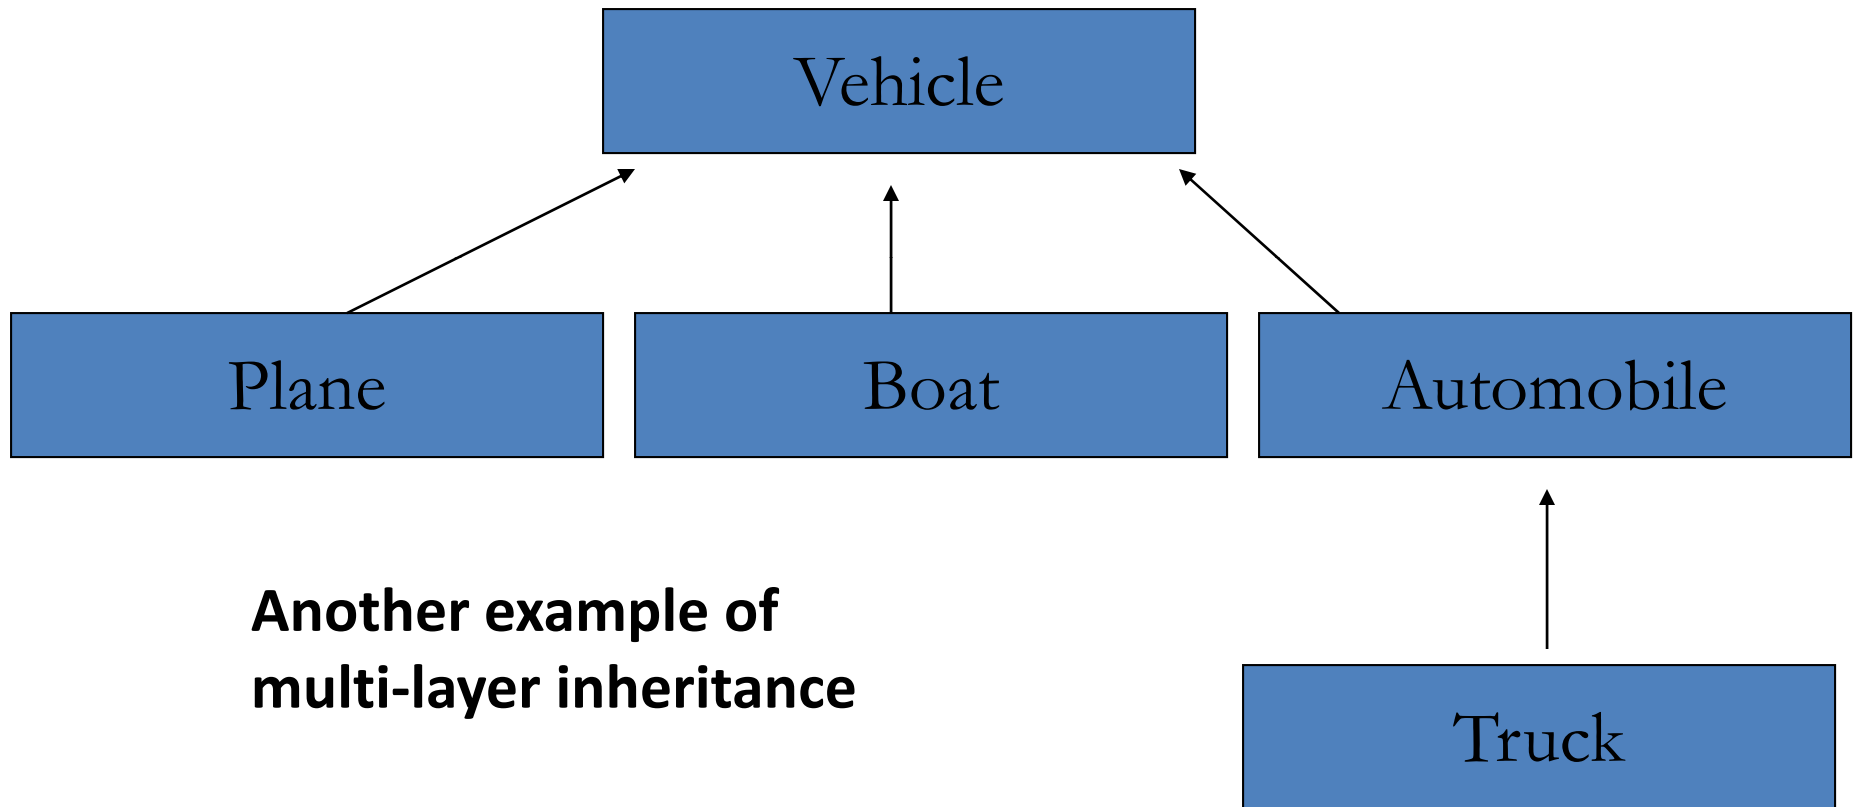 Vehicle
Plane
Boat
Automobile
Another example of
multi-layer inheritance
Truck